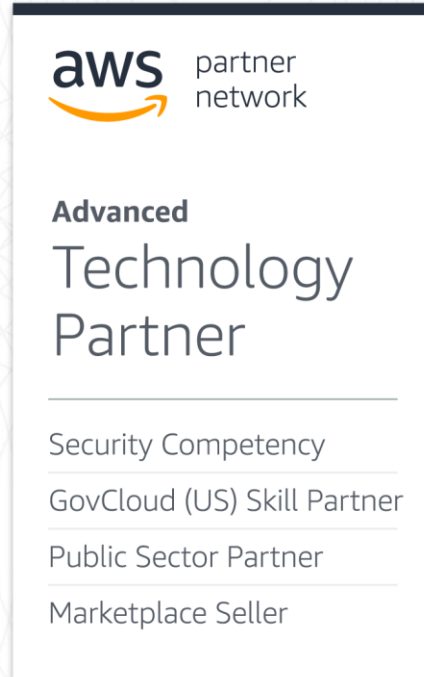 aws partner
network
Advanced
Technology
Partner
Security Competency
GovCloud (US) Skill Partner
Public Sector Partner
Marketplace Seller